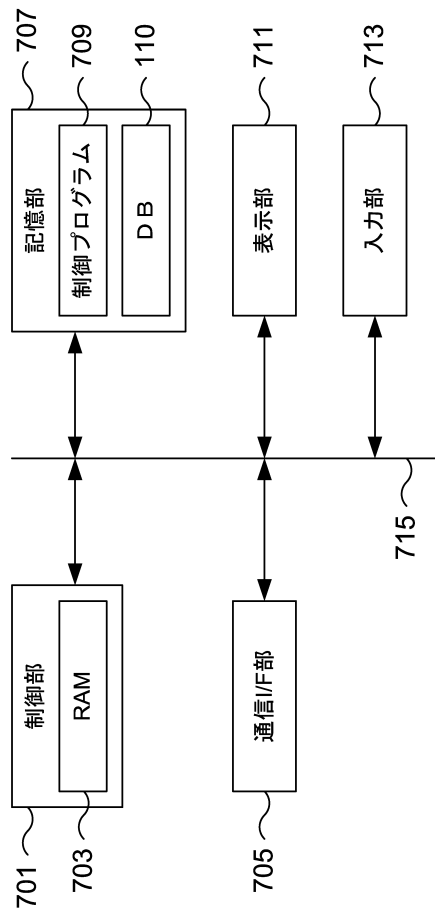 701
制御部
RAM
703
通信I/F部
705
707
記憶部
制御プログラム
709
DB
110
表示部
711
入力部
713
715